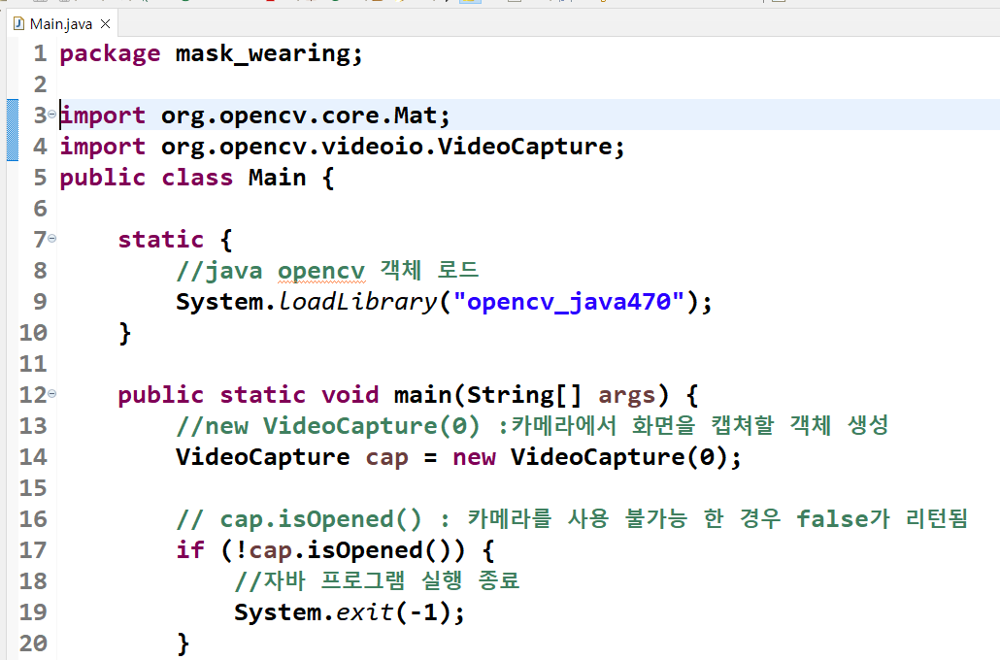 Main.java
1 package mask_wearing;
2
3 import org.opencv.core.Mat;
4 import org.opencv.videoio.VideoCapture;
5 public class Main {
6
7 static {
8 //java opencv 객체 로드
9 System.loadLibrary("opencv_java470");
10 }
11
12 public static void main(String[] args) {
13 //new VideoCapture(0) :카메라에서 화면을 캡쳐할 객체 생성
14 VideoCapture cap = new VideoCapture(0);
15
16 // cap.isOpened() : 카메라를 사용 불가능 한 경우 false가 리턴됨
17 if (!cap.isOpened()) {
18 //자바 프로그램 실행 종료
19 System.exit(-1);
20 }